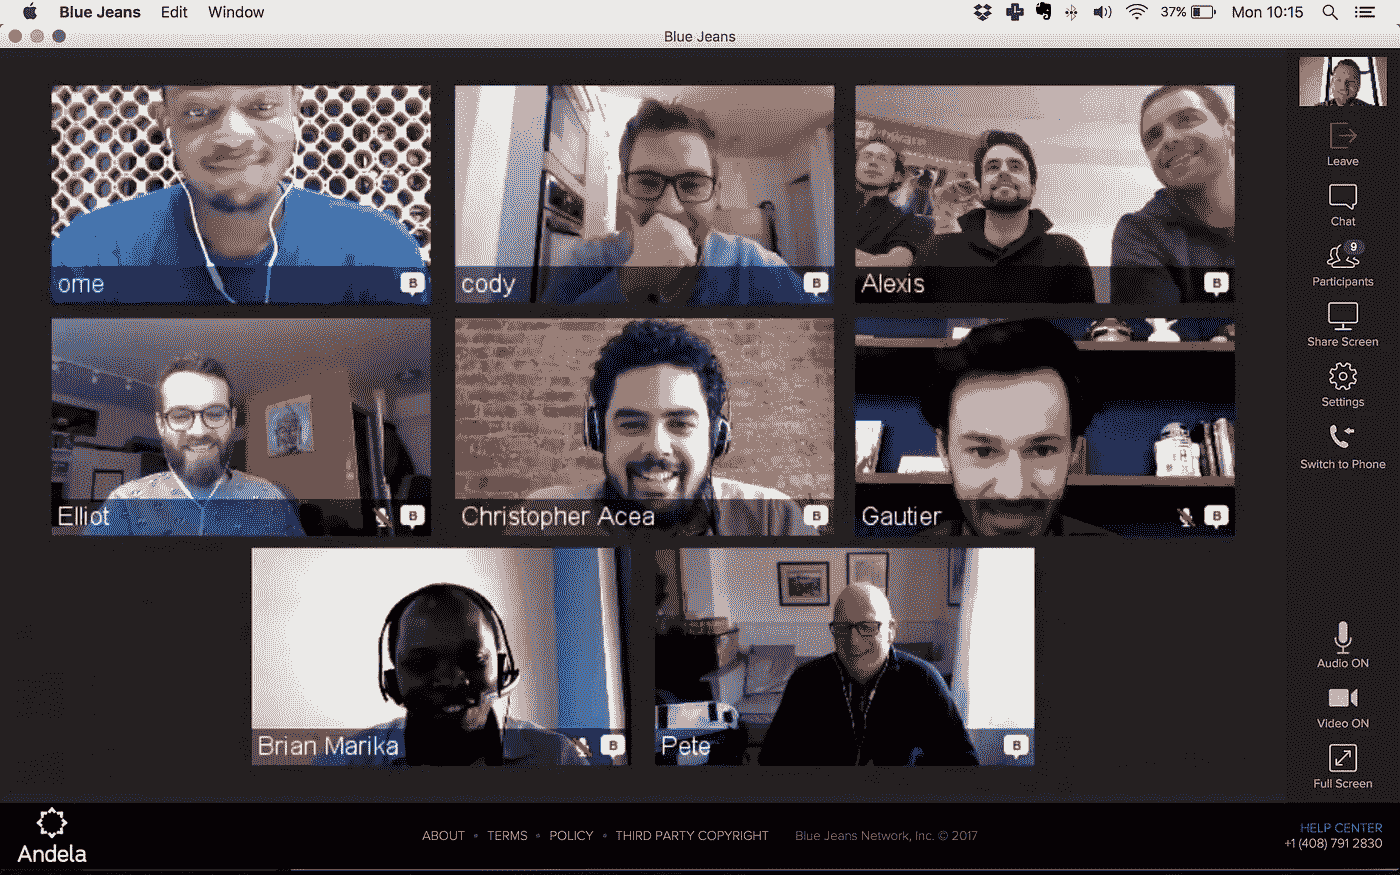 Blue Jeans Edit Window 37% Mon 10:15
Blue Jeans
ome
cody
Alexis
Elliot
Christopher Acea
Gautier
Brian Marika
Pete
B
B
B
B
B
B
B
B
Leave
Chat
9
Participants
Share Screen
Settings
Switch to Phone
Audio ON
Video ON
Full Screen
Andela
ABOUT • TERMS • POLICY • THIRD PARTY COPYRIGHT Blue Jeans Network, Inc. © 2017
HELP CENTER
+1 (408) 791 2830